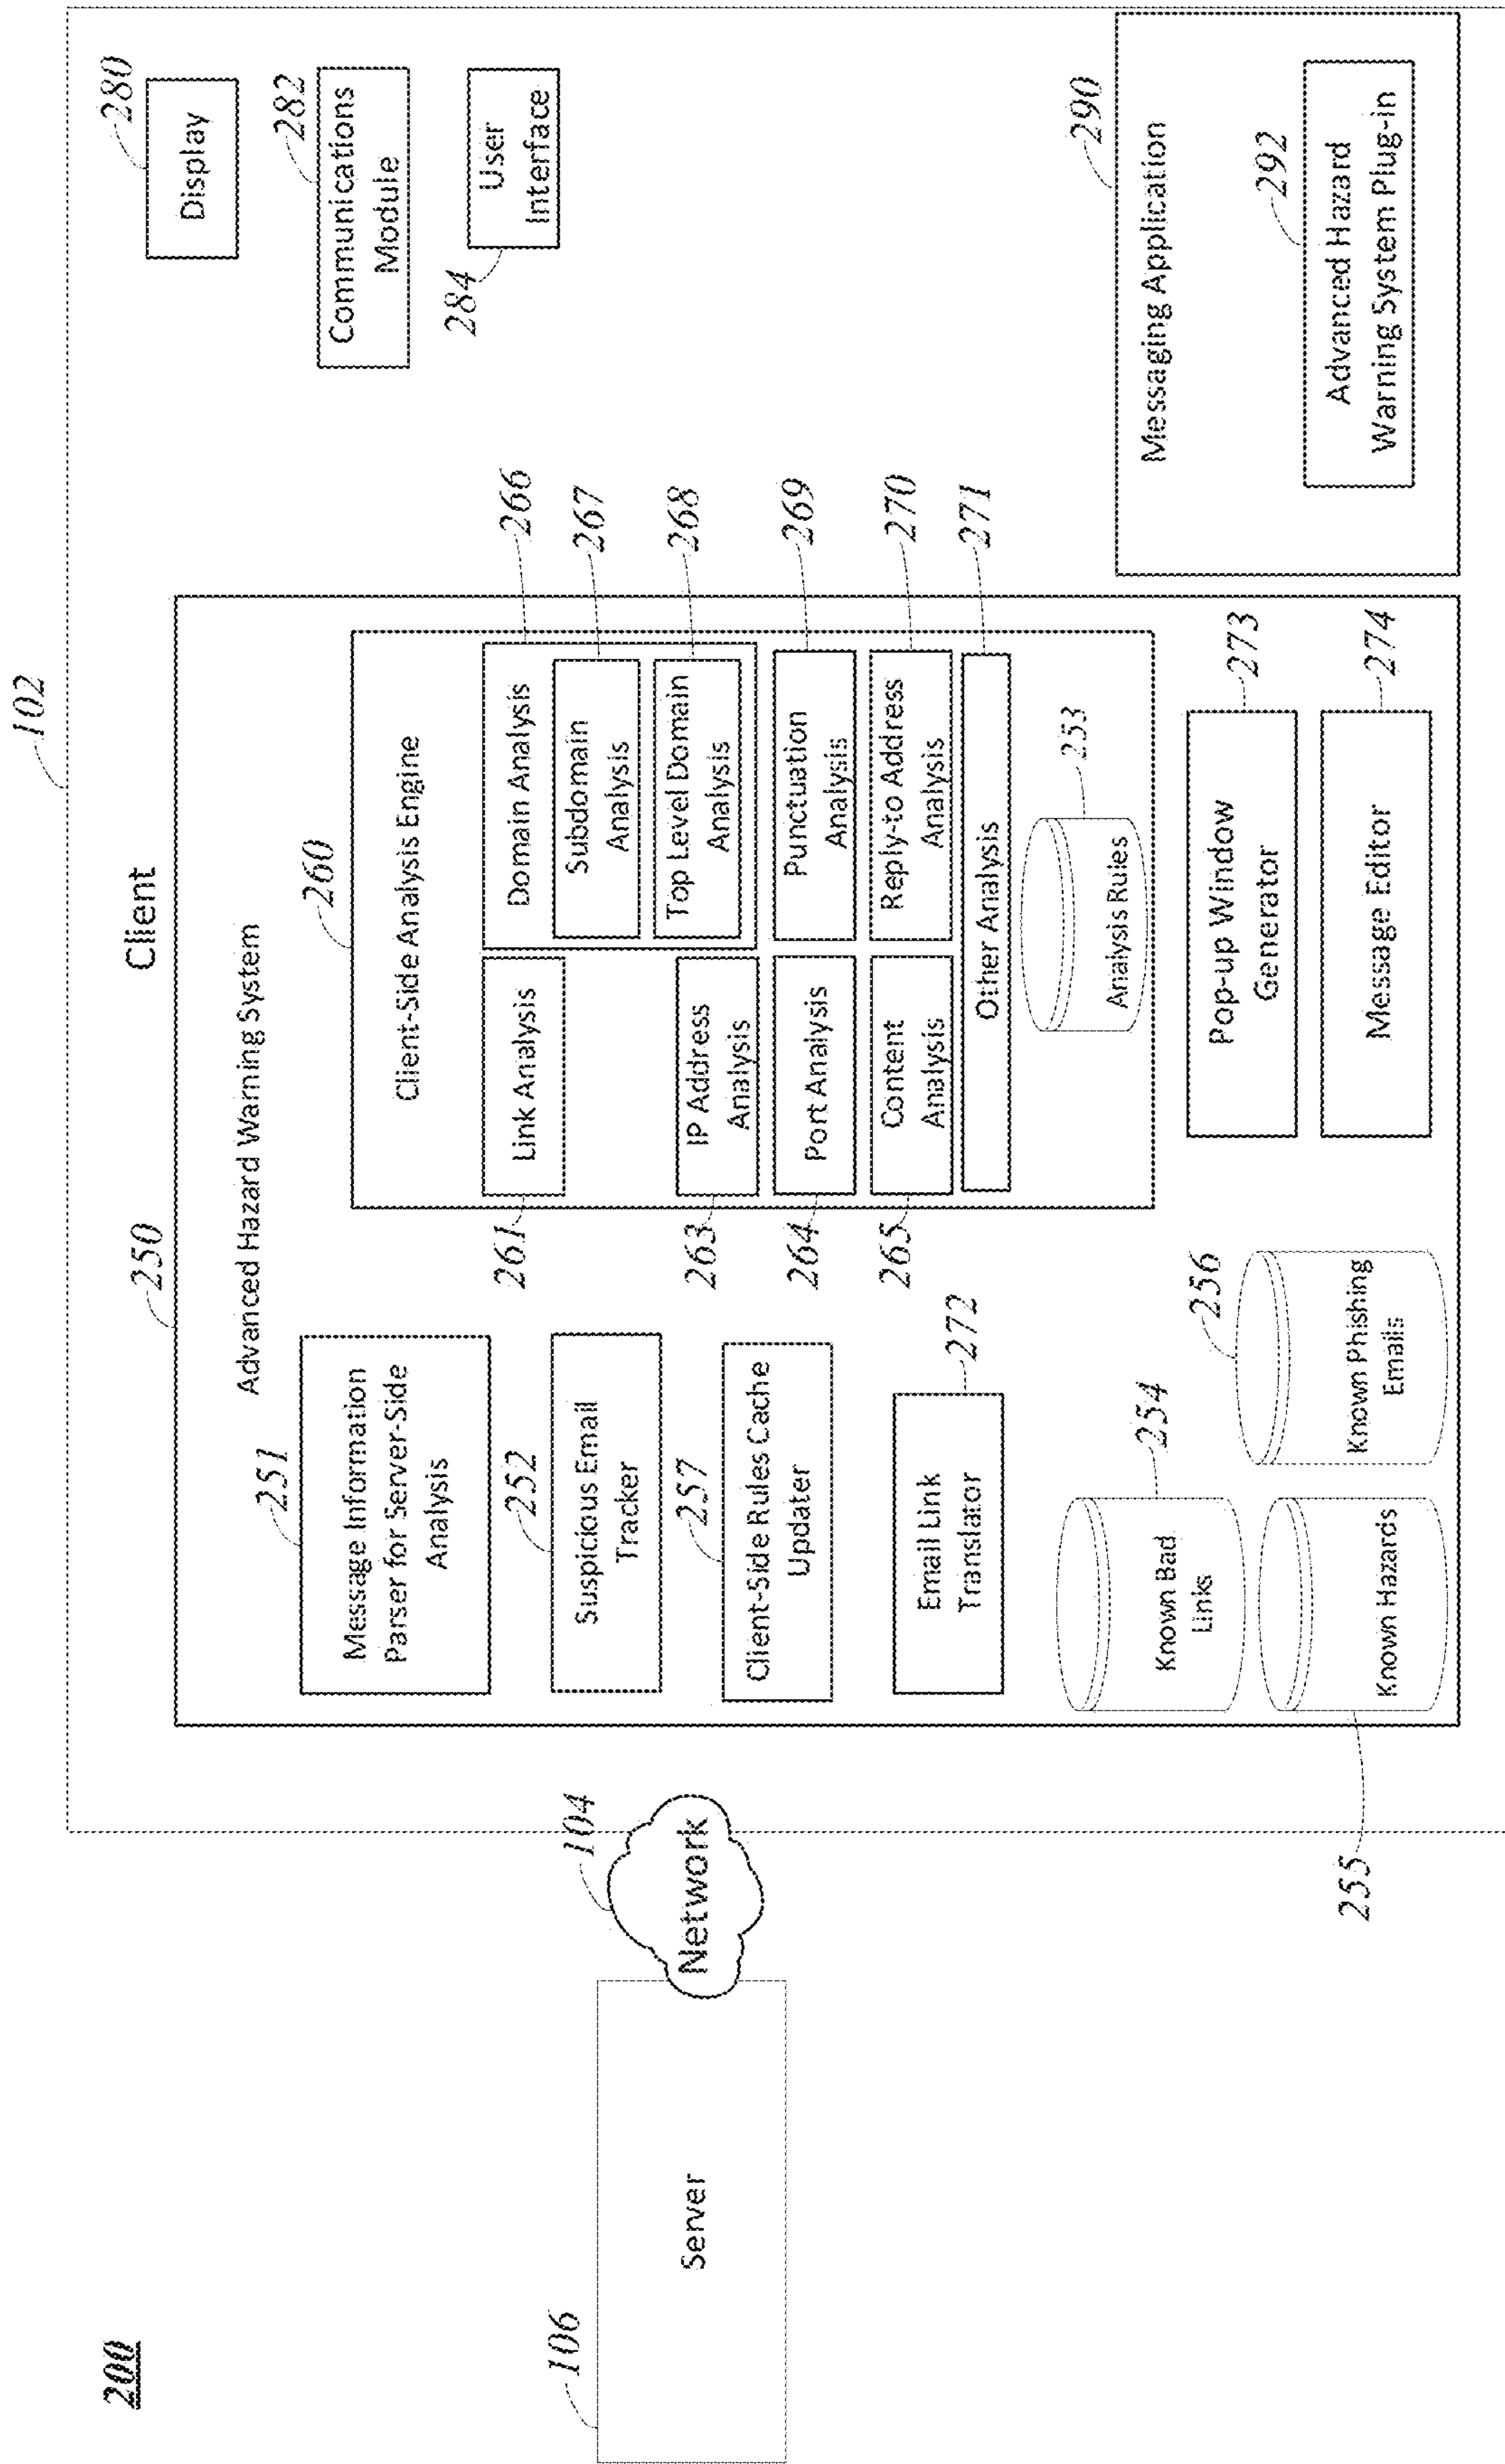 200
102
Client
250
Advanced Hazard Warning System
251
Message Information
Parser for Server-Side
Analysis
252
Suspicious Email
Tracker
257
Client-Side Rules Cache
Updater
272
Email Link
Translator
254
Known Bad
Links
255
Known Hazards
256
Known Phishing
Emails
260
Client-Side Analysis Engine
261
Link Analysis
Domain Analysis
266
Subdomain
Analysis
267
263
IP Address
Analysis
Top Level Domain
Analysis
268
264
Port Analysis
Punctuation
Analysis
269
265
Content
Analysis
Reply-to Address
Analysis
270
Other Analysis
271
Analysis Rules
253
Pop-up Window
Generator
273
Message Editor
274
280
Display
282
Communications
Module
284
User
Interface
290
Messaging Application
292
Advanced Hazard
Warning System Plug-in
106
Server
104
Network